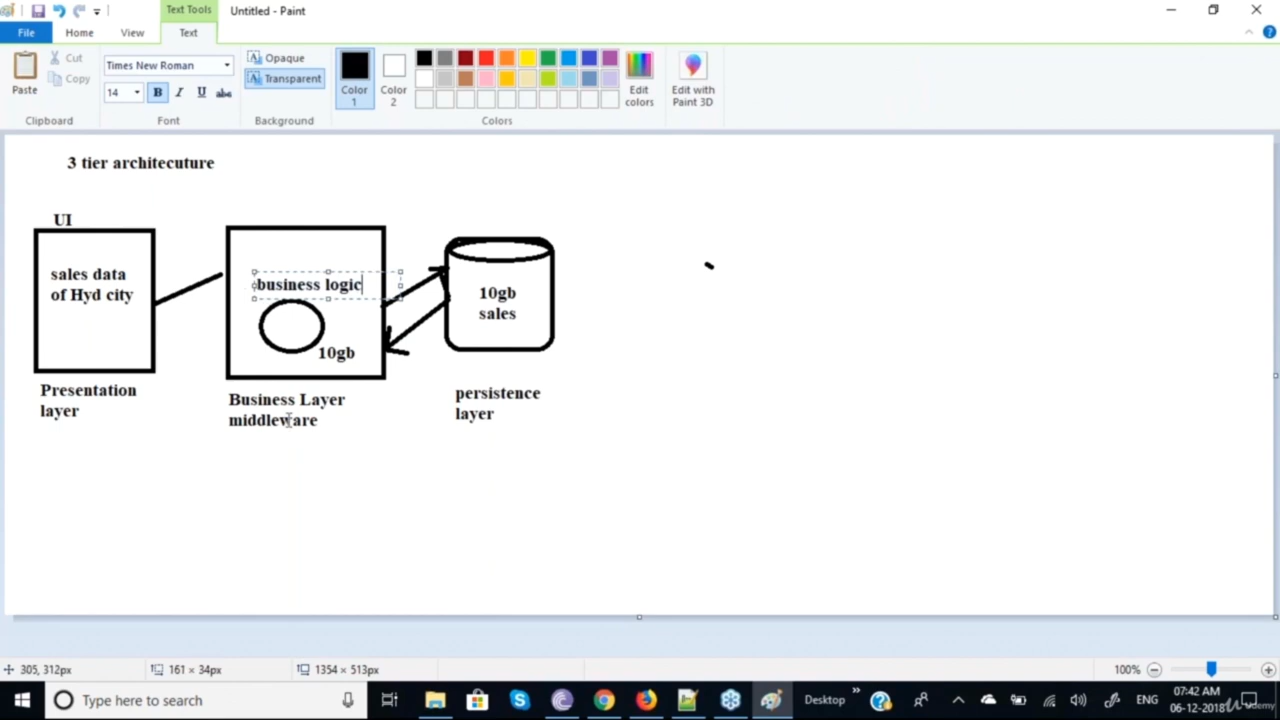 Text Tools
Untitled - Paint
File
Home
View
Text
Paste
Cut
Copy
Clipboard
Times New Roman
14
B
I
U
abc
Font
Opaque
Transparent
Background
Color 1
Color 2
Edit colors
Colors
Edit with Paint 3D
3 tier architecuture
UI
sales data
of Hyd city
Presentation
layer
business logic
10gb
Business Layer
middleware
10gb
sales
persistence
layer
305, 312px
161 × 34px
1354 × 513px
100%
Type here to search
Desktop
ENG
07:42 AM
06-12-2018
Udemy